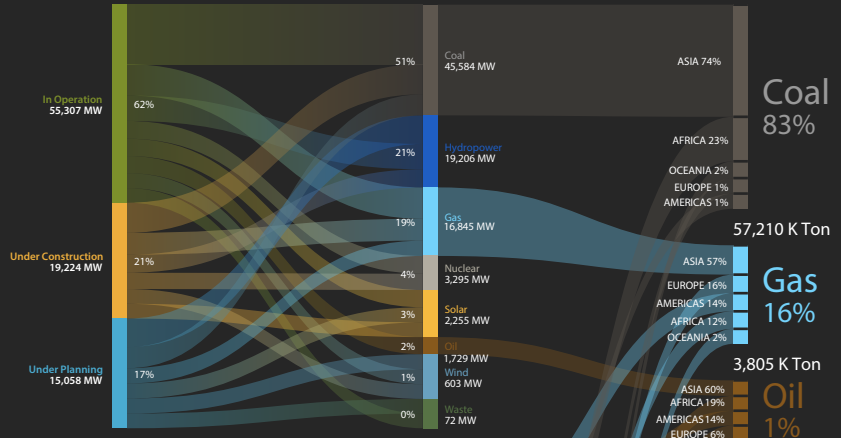 In Operation
55,307 MW
62%
Under Construction
19,224 MW
21%
Under Planning
15,058 MW
17%
51%
Coal
45,584 MW
21%
Hydropower
19,206 MW
19%
Gas
16,845 MW
4%
Nuclear
3,295 MW
3%
Solar
2,255 MW
2%
Oil
1,729 MW
1%
Wind
603 MW
0%
Waste
72 MW
ASIA 74%
AFRICA 23%
OCEANIA 2%
EUROPE 1%
AMERICAS 1%
Coal
83%
57,210 K Ton
ASIA 57%
EUROPE 16%
AMERICAS 14%
AFRICA 12%
OCEANIA 2%
Gas
16%
3,805 K Ton
ASIA 60%
AFRICA 19%
AMERICAS 14%
EUROPE 6%
Oil
1%